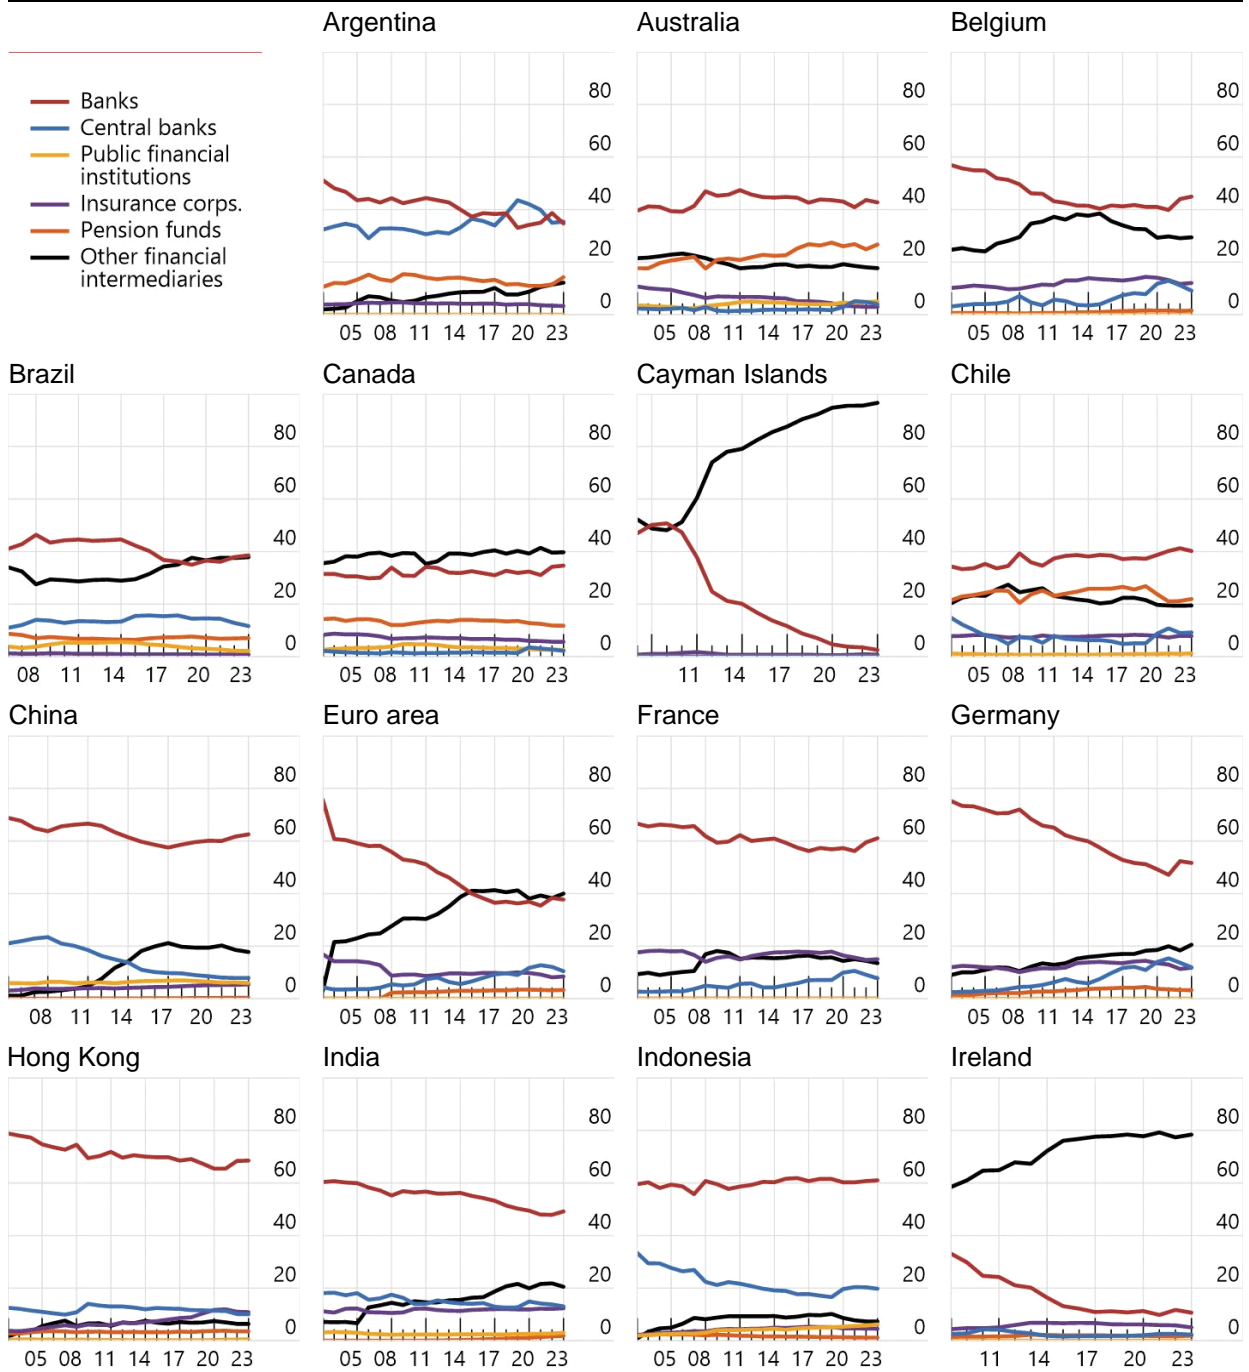 Argentina
Australia
Belgium
Banks
Central banks
Public financial
institutions
Insurance corps.
Pension funds
Other financial
intermediaries
80
60
40
20
0
05 08 11 14 17 20 23
80
60
40
20
0
05 08 11 14 17 20 23
80
60
40
20
0
05 08 11 14 17 20 23
Brazil
Canada
Cayman Islands
Chile
80
60
40
20
0
08 11 14 17 20 23
80
60
40
20
0
05 08 11 14 17 20 23
80
60
40
20
0
11 14 17 20 23
80
60
40
20
0
05 08 11 14 17 20 23
China
Euro area
France
Germany
80
60
40
20
0
08 11 14 17 20 23
80
60
40
20
0
05 08 11 14 17 20 23
80
60
40
20
0
05 08 11 14 17 20 23
80
60
40
20
0
05 08 11 14 17 20 23
Hong Kong
India
Indonesia
Ireland
80
60
40
20
0
05 08 11 14 17 20 23
80
60
40
20
0
05 08 11 14 17 20 23
80
60
40
20
0
05 08 11 14 17 20 23
80
60
40
20
0
11 14 17 20 23